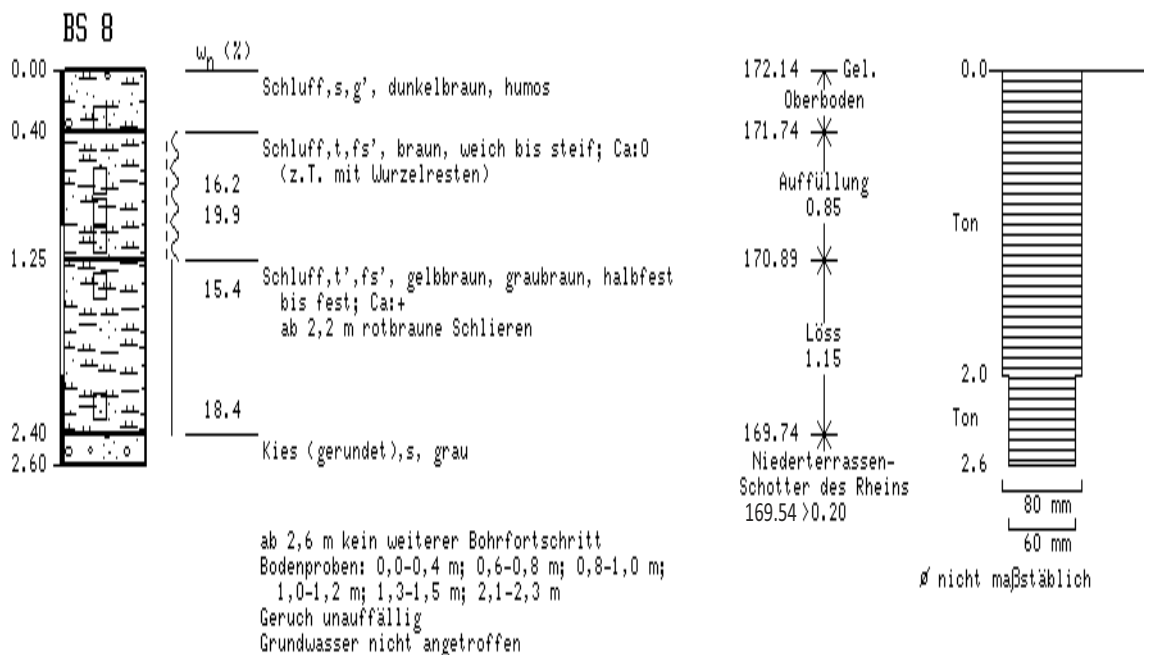 BS 8
w_n (%)
0.00
0.40
1.25
2.40
2.60
16.2
19.9
15.4
18.4
Schluff,s,g', dunkelbraun, humos
Schluff,t,fs', braun, weich bis steif; Ca:0
(z.T. mit Wurzelresten)
Schluff,t',fs', gelbbraun, graubraun, halbfest
bis fest; Ca:+
ab 2,2 m rotbraune Schlieren
Kies (gerundet),s, grau
ab 2,6 m kein weiterer Bohrfortschritt
Bodenproben: 0,0-0,4 m; 0,6-0,8 m; 0,8-1,0 m;
1,0-1,2 m; 1,3-1,5 m; 2,1-2,3 m
Geruch unauffällig
Grundwasser nicht angetroffen
172.14 Gel.
Oberboden
171.74
Auffüllung
0.85
170.89
Löss
1.15
169.74
Niederterrassen-
Schotter des Rheins
169.54 >0.20
0.0
Ton
2.0
Ton
2.6
80 mm
60 mm
ø nicht maßstäblich